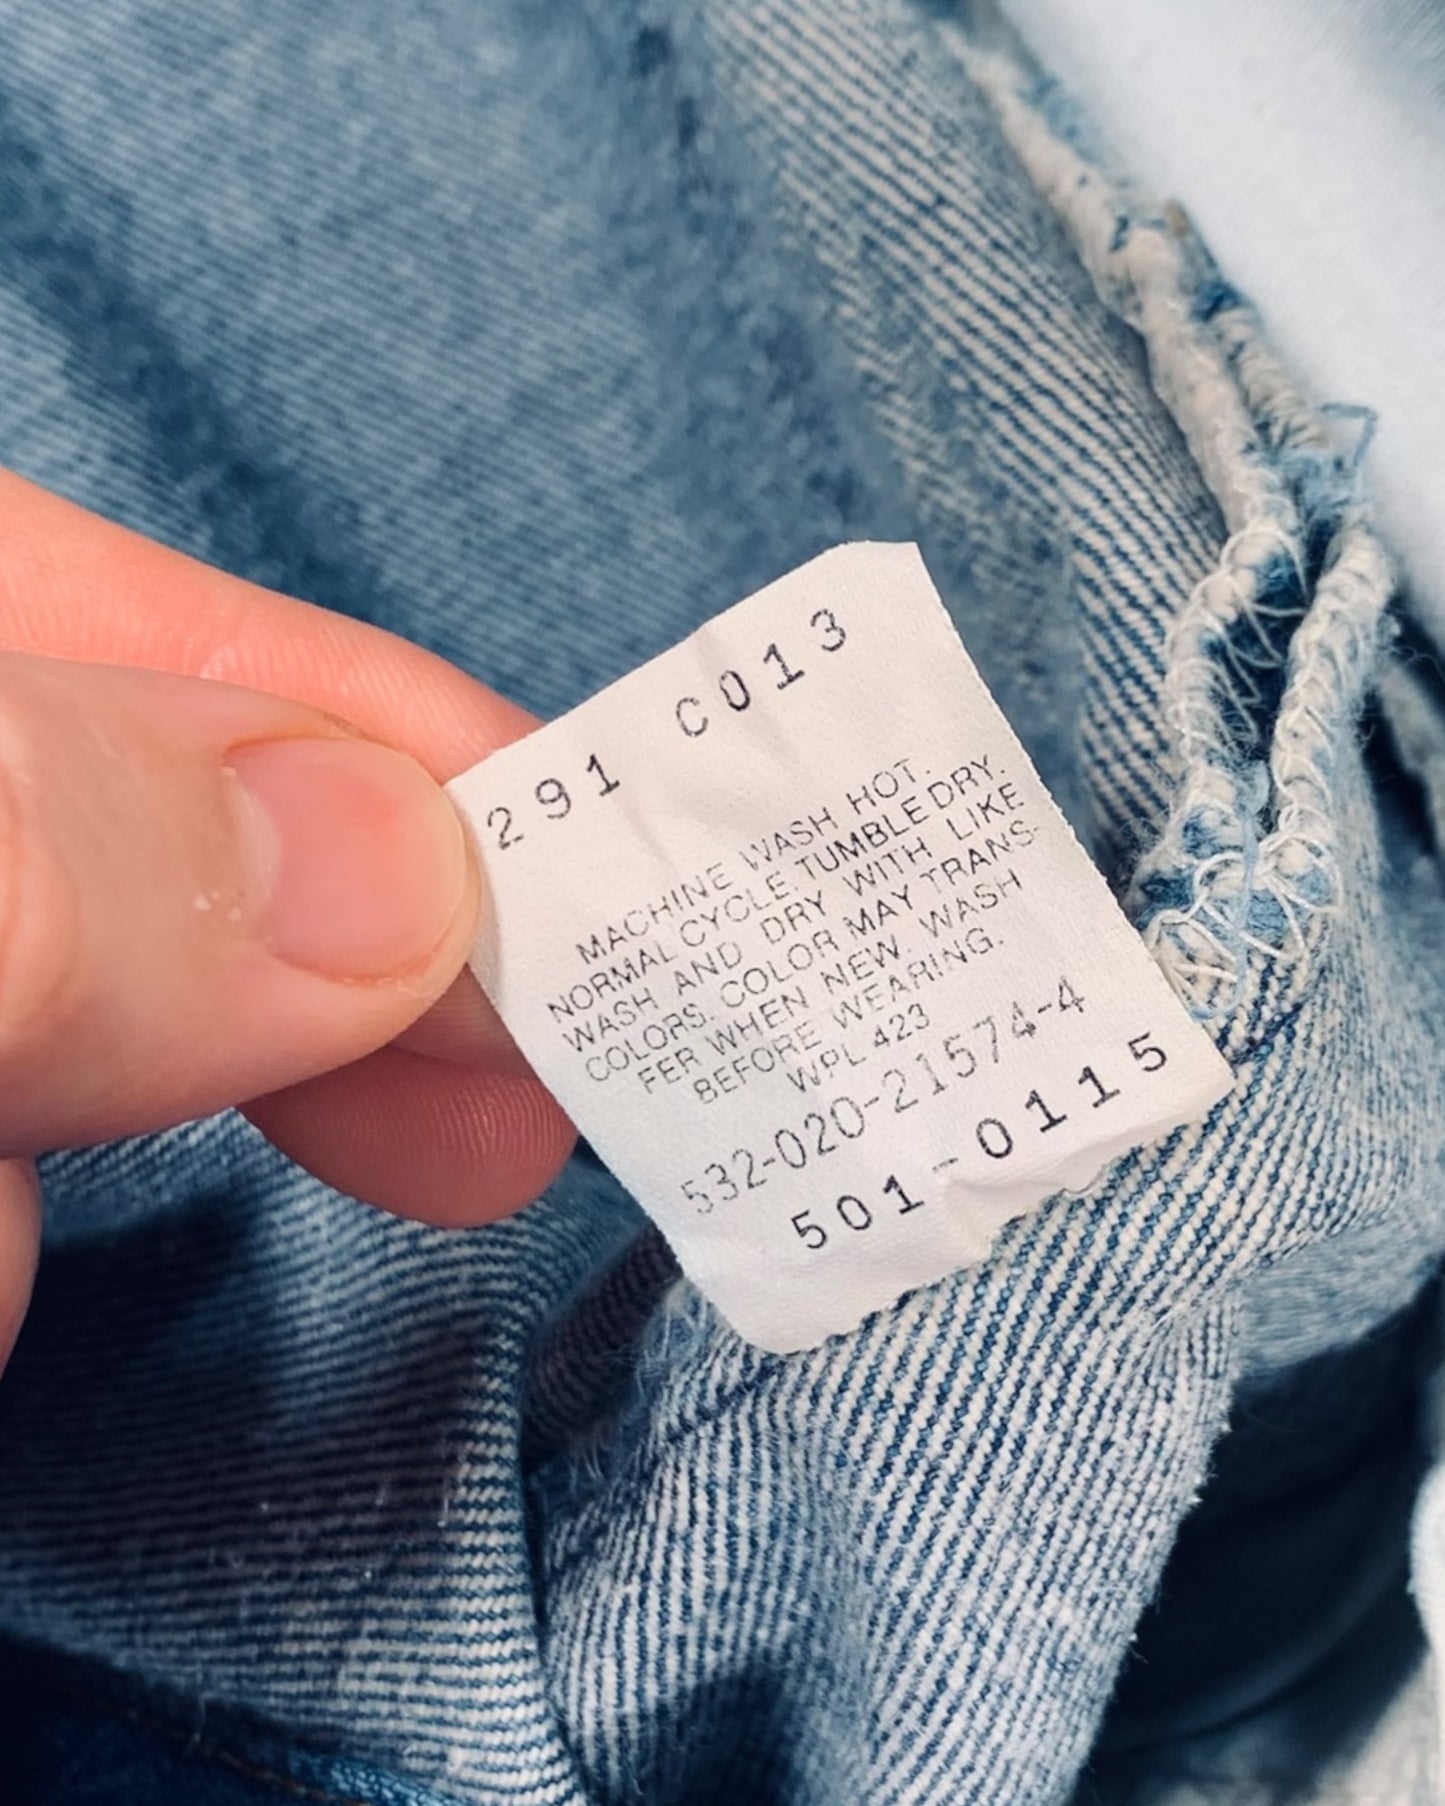 291 C013
MACHINE WASH HOT.
NORMAL CYCLE. TUMBLE DRY.
WASH AND DRY WITH LIKE
COLORS. COLOR MAY TRANS-
FER WHEN NEW. WASH
BEFORE WEARING.
WPL 423
532-020-21574-4
501-0115